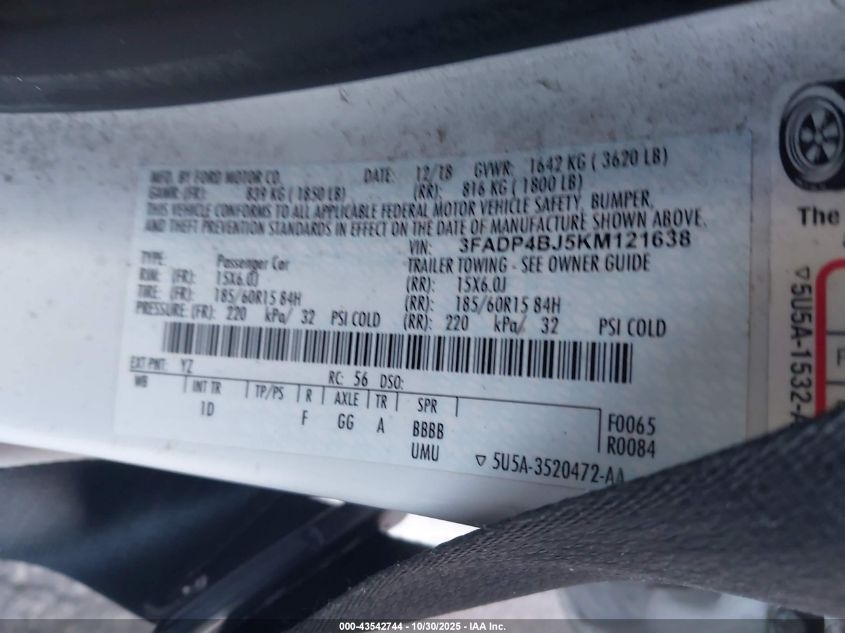 MFD. BY FORD MOTOR CO. DATE: 12/18 GVWR: 1642 KG ( 3620 LB)
GAWR: (FR): 839 KG ( 1850 LB) (RR): 816 KG ( 1800 LB)
THIS VEHICLE CONFORMS TO ALL APPLICABLE FEDERAL MOTOR VEHICLE SAFETY, BUMPER,
AND THEFT PREVENTION STANDARDS IN EFFECT ON THE DATE OF MANUFACTURE SHOWN ABOVE.
VIN: 3FADP4BJ5KM121638
TYPE: Passenger Car TRAILER TOWING - SEE OWNER GUIDE
RIM: (FR): 15X6.0J (RR): 15X6.0J
TIRE: (FR): 185/60R15 84H (RR): 185/60R15 84H
PRESSURE: (FR): 220 kPa/ 32 PSI COLD (RR): 220 kPa/ 32 PSI COLD
EXT PNT: YZ RC: 56 DSO:
WB INT TR TP/PS R AXLE TR SPR
1D F GG A BBBB F0065
UMU R0084
▽ 5U5A-3520472-AA
The
▽5U5A-1532-A
F
000-43542744 - 10/30/2025 - IAA Inc.